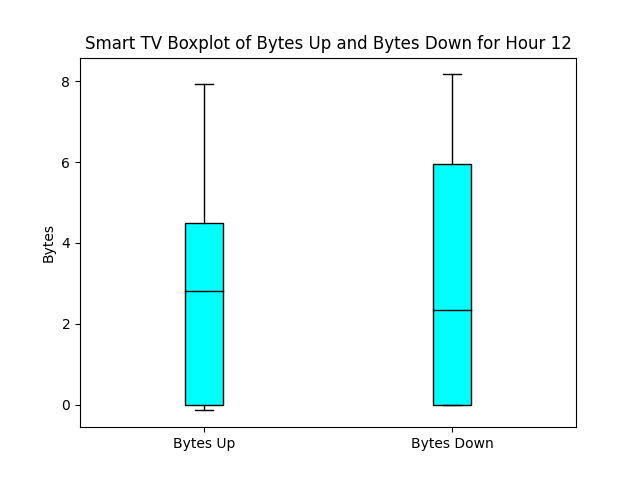 Smart TV Boxplot of Bytes Up and Bytes Down for Hour 12
8
6
4
2
0
Bytes
Bytes Up
Bytes Down